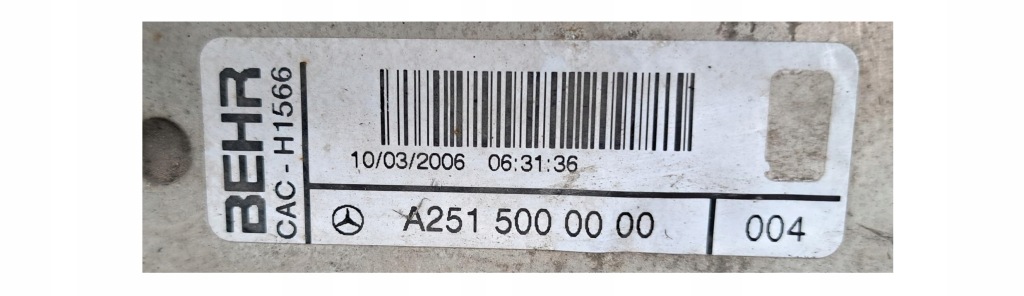 BEHR
CAC - H1566
10/03/2006 06:31:36
A251 500 00 00
004